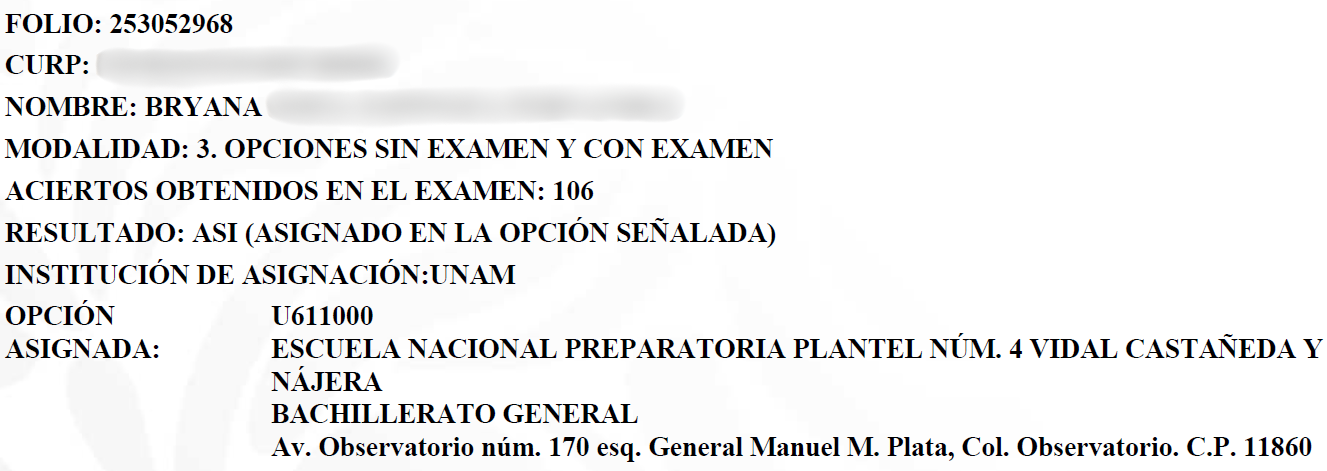 FOLIO: 253052968
CURP:
NOMBRE: BRYANA
MODALIDAD: 3. OPCIONES SIN EXAMEN Y CON EXAMEN
ACIERTOS OBTENIDOS EN EL EXAMEN: 106
RESULTADO: ASI (ASIGNADO EN LA OPCIÓN SEÑALADA)
INSTITUCIÓN DE ASIGNACIÓN:UNAM
OPCIÓN U611000
ASIGNADA: ESCUELA NACIONAL PREPARATORIA PLANTEL NÚM. 4 VIDAL CASTAÑEDA Y
NÁJERA
BACHILLERATO GENERAL
Av. Observatorio núm. 170 esq. General Manuel M. Plata, Col. Observatorio. C.P. 11860